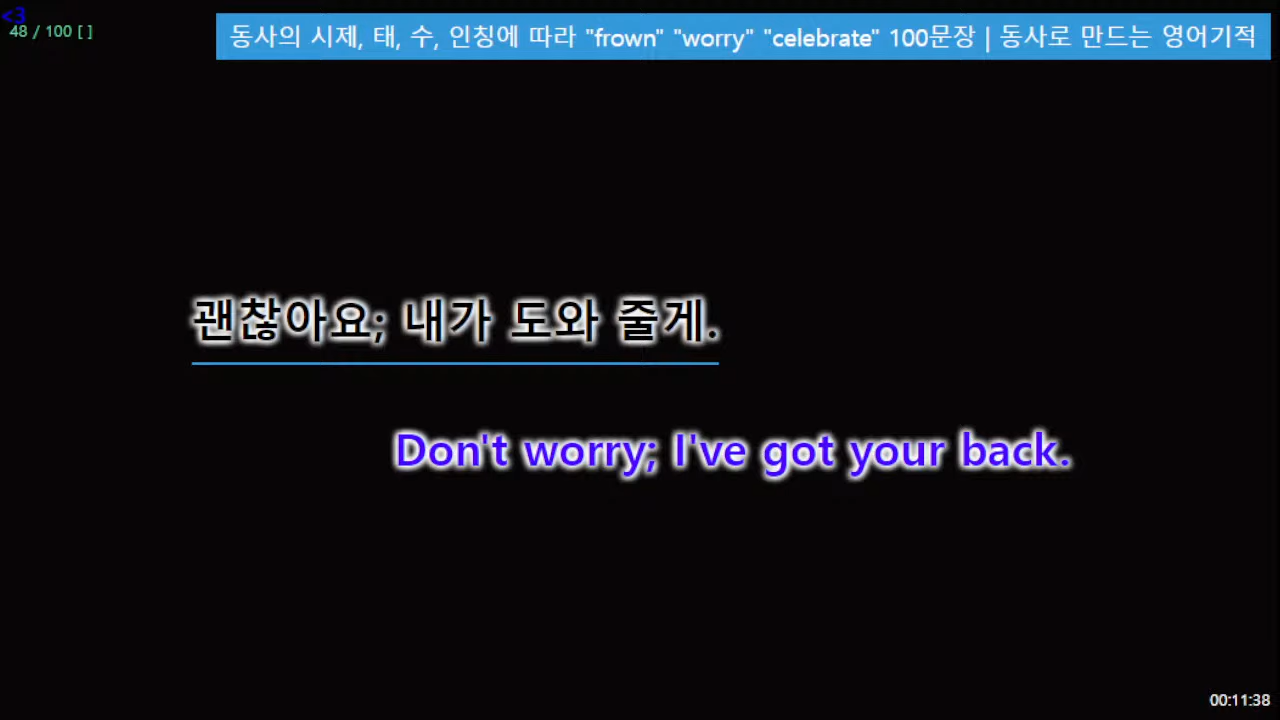 <3
48 / 100 [ ]
동사의 시제, 태, 수, 인칭에 따라 "frown" "worry" "celebrate" 100문장 | 동사로 만드는 영어기적
괜찮아요; 내가 도와 줄게.
Don't worry; I've got your back.
00:11:38